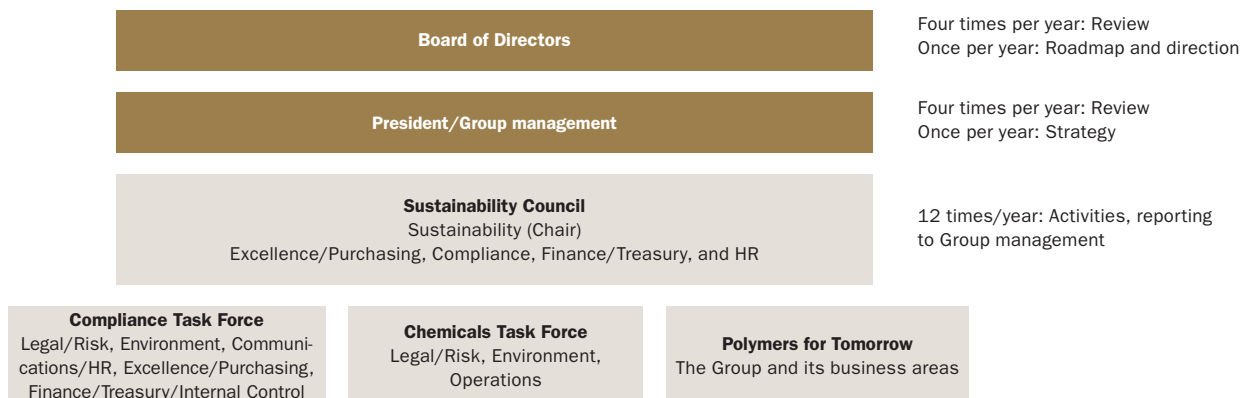 Board of Directors
Four times per year: Review
Once per year: Roadmap and direction
President/Group management
Four times per year: Review
Once per year: Strategy
Sustainability Council
Sustainability (Chair)
Excellence/Purchasing, Compliance, Finance/Treasury, and HR
12 times/year: Activities, reporting
to Group management
Compliance Task Force
Legal/Risk, Environment, Communi-
cations/HR, Excellence/Purchasing,
Finance/Treasury/Internal Control
Chemicals Task Force
Legal/Risk, Environment,
Operations
Polymers for Tomorrow
The Group and its business areas